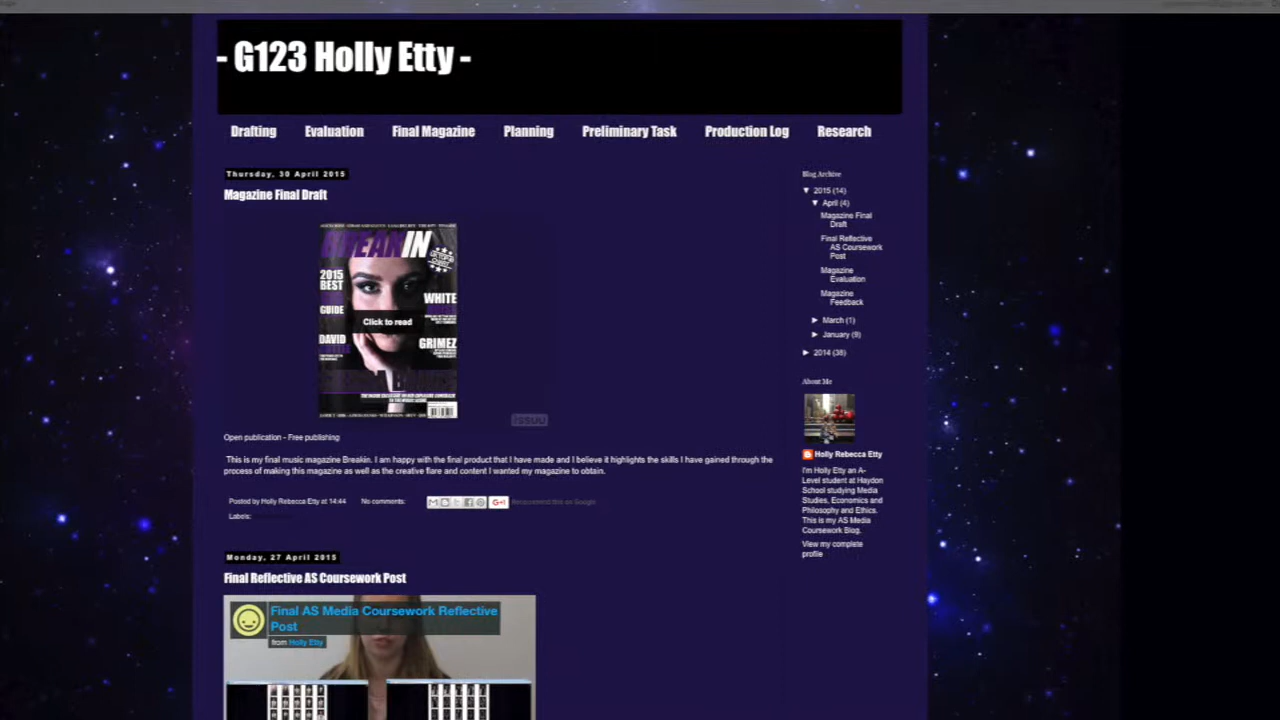 - G123 Holly Etty -
Drafting Evaluation Final Magazine Planning Preliminary Task Production Log Research
Thursday, 30 April 2015
Magazine Final Draft
BREAKIN
2015
BEST
GUIDE
WHITE
Click to read
DAVID
GRIMEZ
issuu
Open publication - Free publishing
This is my final music magazine Breakin. I am happy with the final product that I have made and I believe it highlights the skills I have gained through the
process of making this magazine as well as the creative flare and content I wanted my magazine to obtain.
Posted by Holly Rebecca Etty at 14:44 No comments:
G+1 Recommend this on Google
Labels:
Monday, 27 April 2015
Final Reflective AS Coursework Post
Final AS Media Coursework Reflective
Post
from Holly Etty
Blog Archive
▼ 2015 (14)
▼ April (4)
Magazine Final
Draft
Final Reflective
AS Coursework
Post
Magazine
Evaluation
Magazine
Feedback
► March (1)
► January (9)
► 2014 (38)
About Me
Holly Rebecca Etty
I'm Holly Etty an A-
Level student at Haydon
School studying Media
Studies, Economics and
Philosophy and Ethics.
This is my AS Media
Coursework Blog.
View my complete
profile